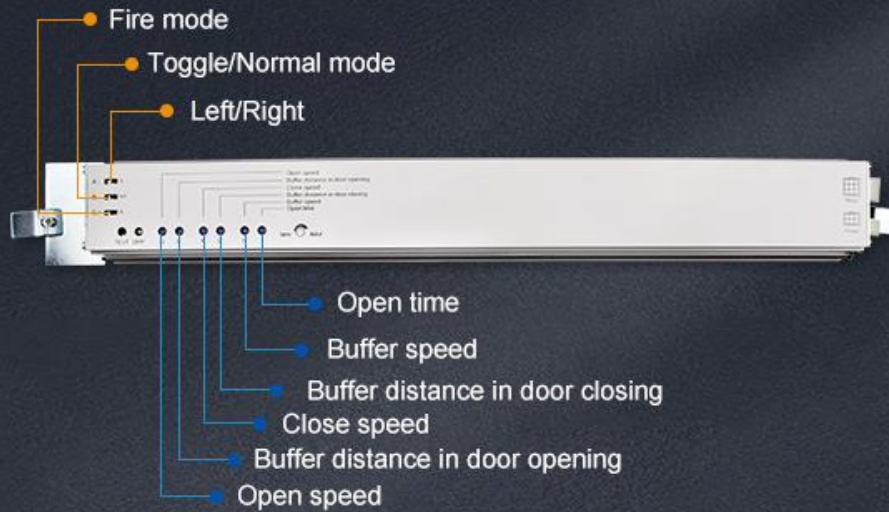 Fire mode
Toggle/Normal mode
Left/Right
Open speed
Buffer distance in door opening
Close speed
Buffer distance in door closing
Buffer speed
Open time
Open time
Buffer speed
Buffer distance in door closing
Close speed
Buffer distance in door opening
Open speed